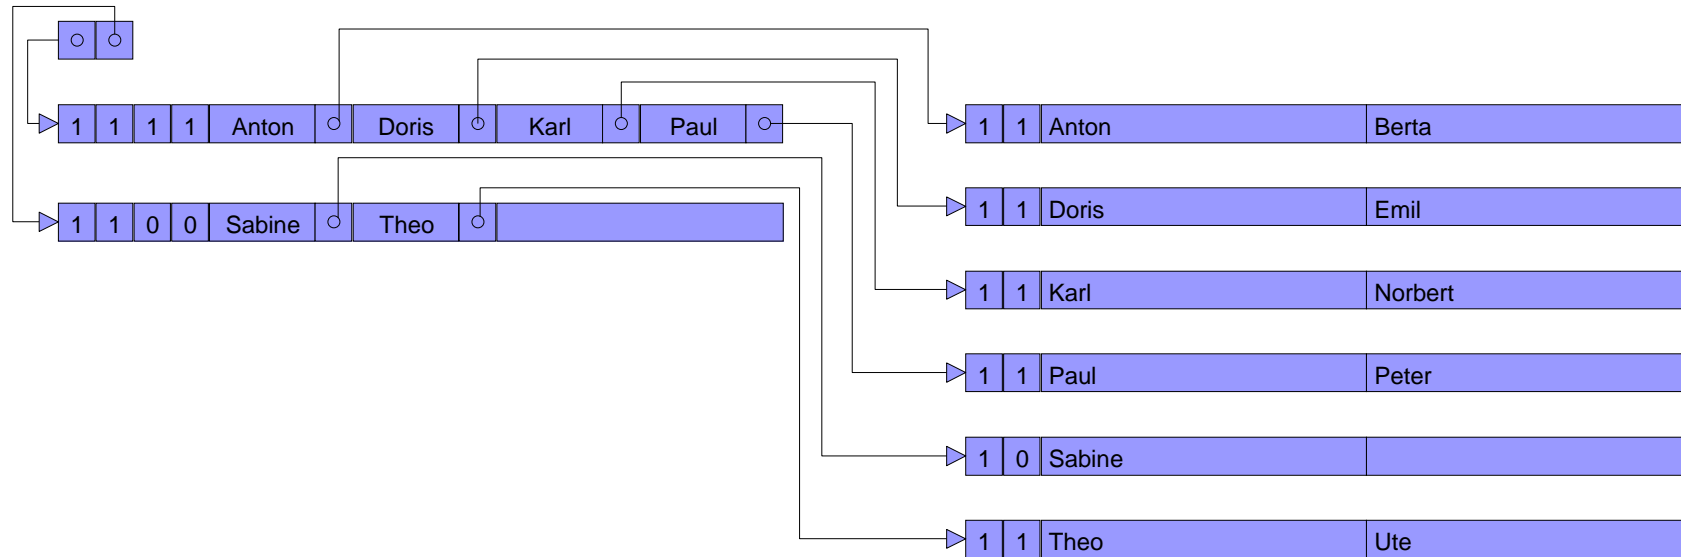 1 1 1 1 Anton Doris Karl Paul
1 1 0 0 Sabine Theo
1 1 Anton Berta
1 1 Doris Emil
1 1 Karl Norbert
1 1 Paul Peter
1 0 Sabine
1 1 Theo Ute